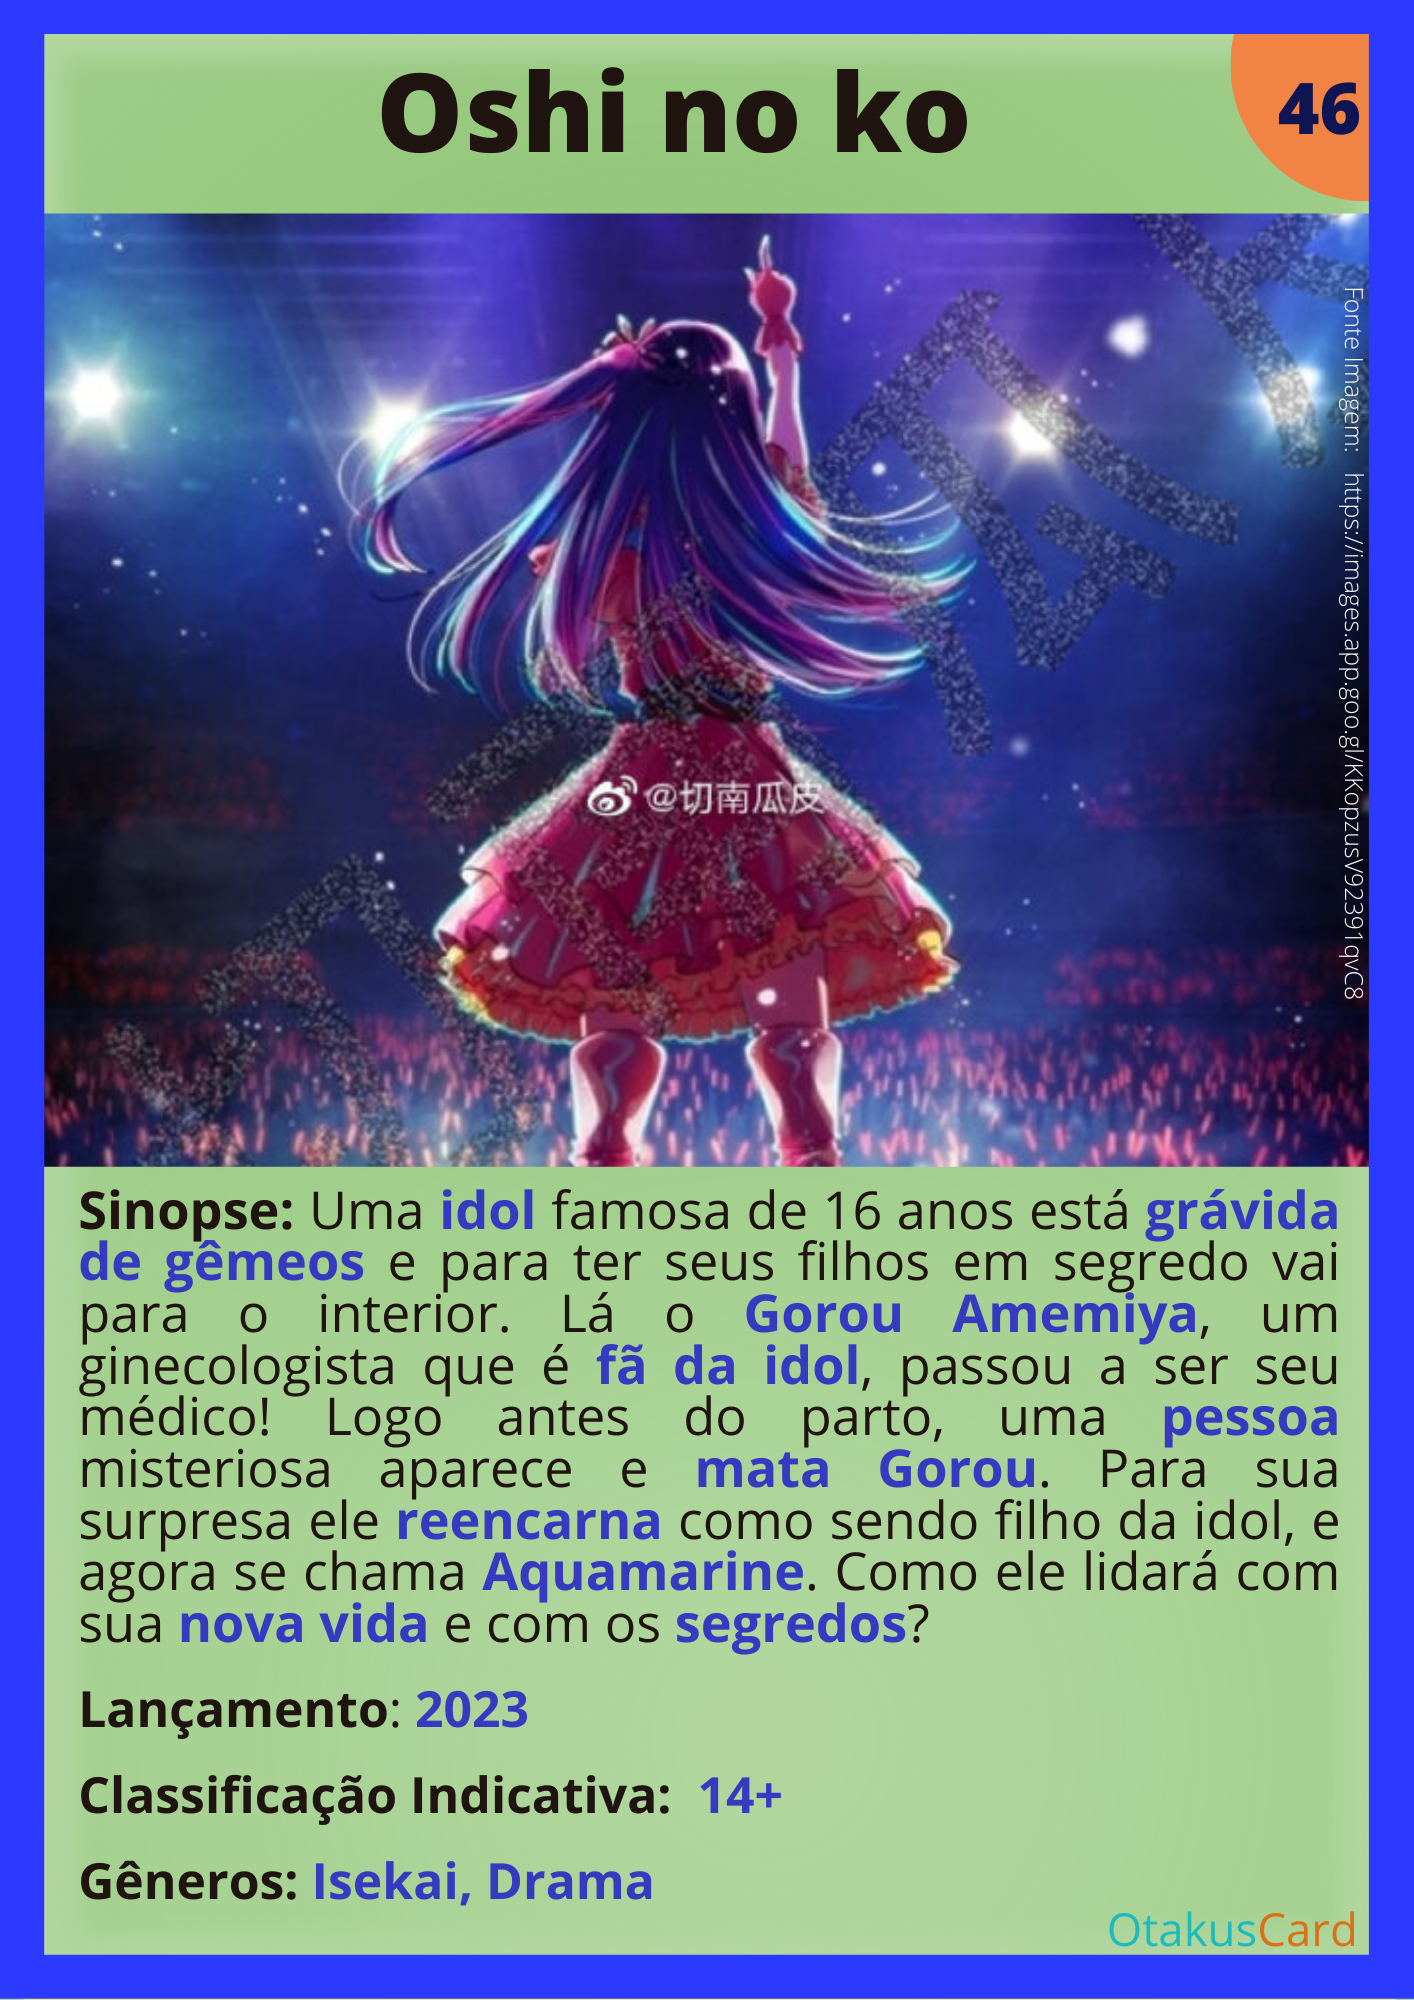 Oshi no ko
46
Fonte Imagem: https://images.app.goo.gl/KKopzusV92391qvC8
@切南瓜皮
Sinopse: Uma idol famosa de 16 anos está grávida
de gêmeos e para ter seus filhos em segredo vai
para o interior. Lá o Gorou Amemiya, um
ginecologista que é fã da idol, passou a ser seu
médico! Logo antes do parto, uma pessoa
misteriosa aparece e mata Gorou. Para sua
surpresa ele reencarna como sendo filho da idol, e
agora se chama Aquamarine. Como ele lidará com
sua nova vida e com os segredos?
Lançamento: 2023
Classificação Indicativa: 14+
Gêneros: Isekai, Drama
OtakusCard